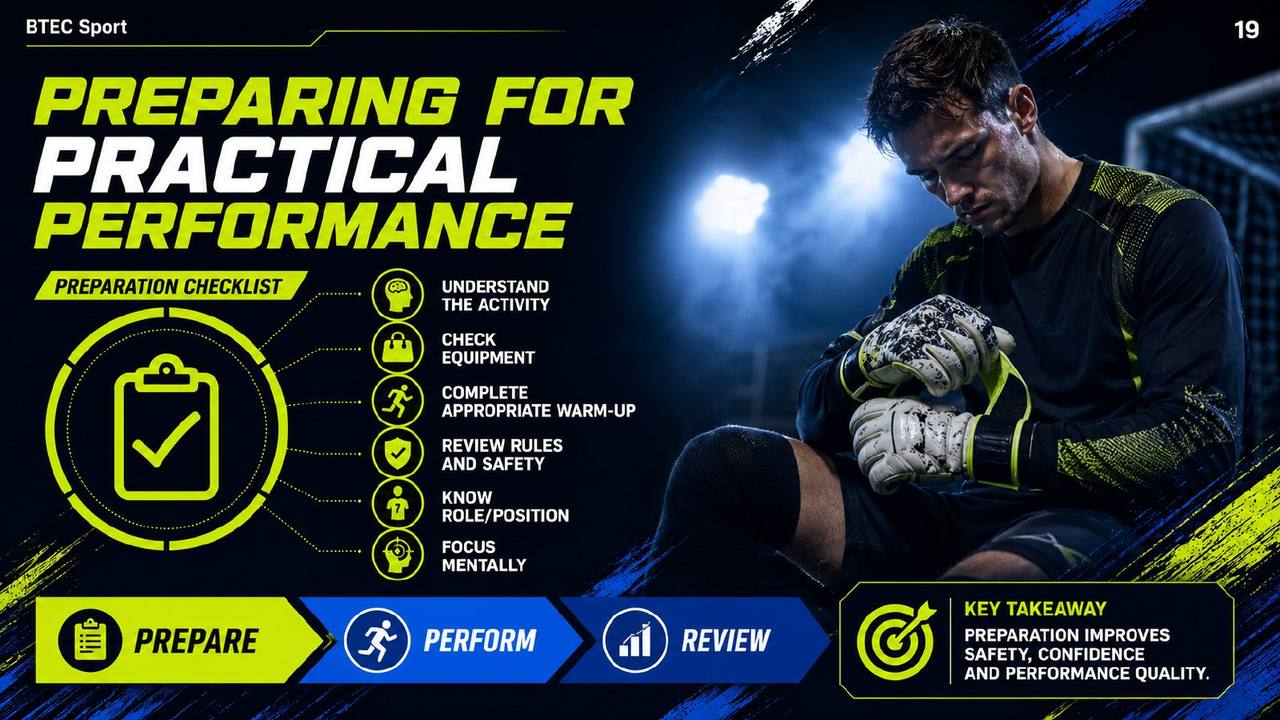 BTEC Sport
19
PREPARING FOR
PRACTICAL
PERFORMANCE
PREPARATION CHECKLIST
UNDERSTAND
THE ACTIVITY
CHECK
EQUIPMENT
COMPLETE
APPROPRIATE WARM-UP
REVIEW RULES
AND SAFETY
7
KNOW
ROLE/POSITION
FOCUS
MENTALLY
PREPARE
PERFORM
REVIEW
KEY TAKEAWAY
PREPARATION IMPROVES
SAFETY, CONFIDENCE
AND PERFORMANCE QUALITY.